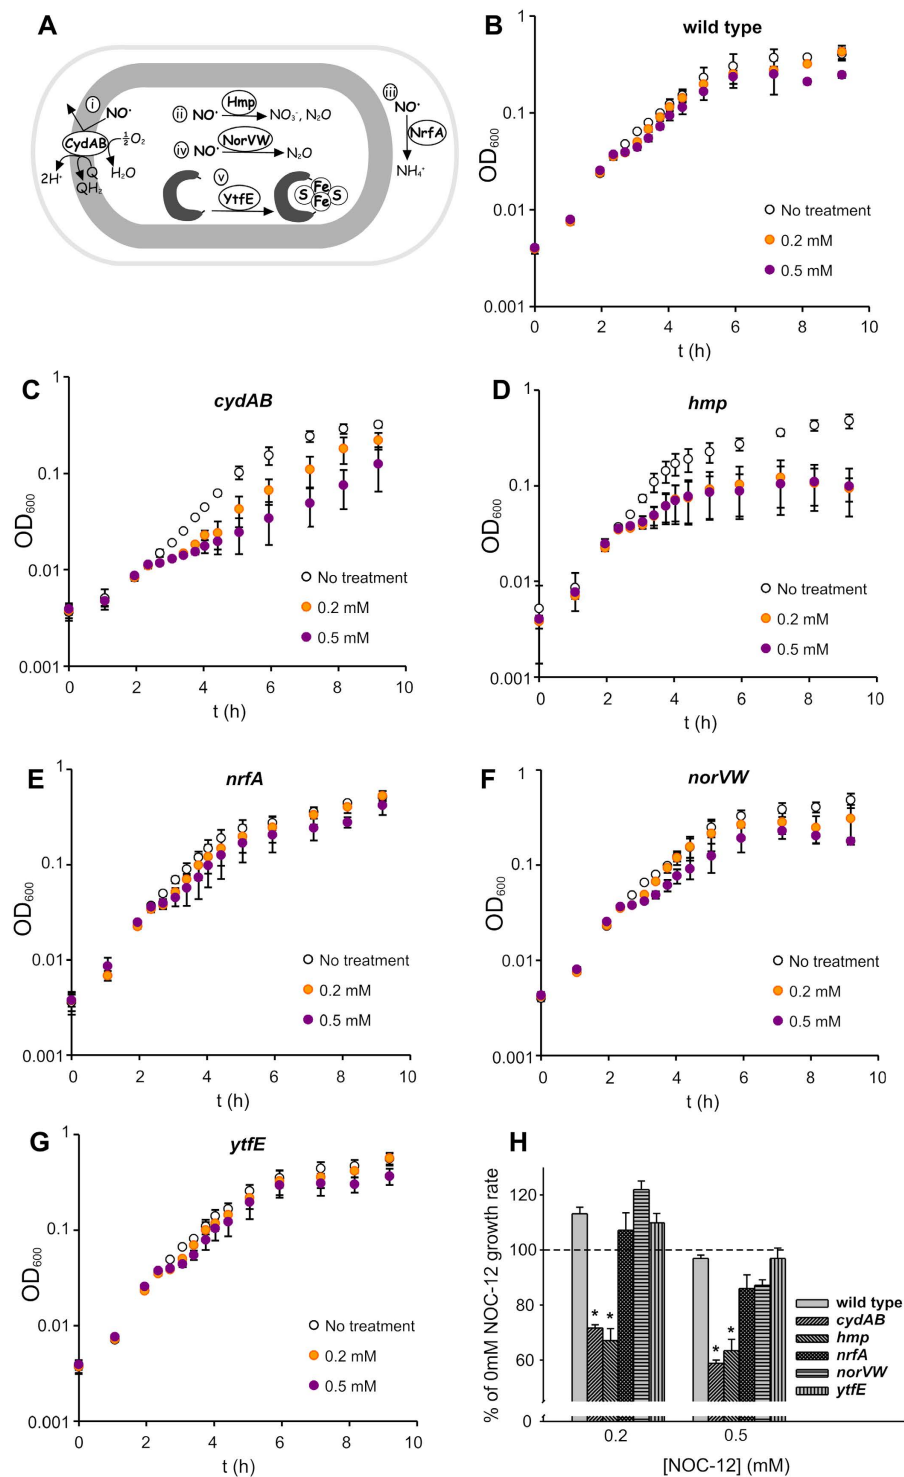 A
i
NO•
CydAB
½O₂
2H⁺
Q
QH₂
H₂O
ii NO• Hmp NO₃⁻, N₂O
iv NO• NorVW N₂O
v
YtfE
Fe
S S
Fe
iii
NO•
NrfA
NH₄⁺
B
wild type
OD₆₀₀
1
0.1
0.01
0.001
No treatment
0.2 mM
0.5 mM
0 2 4 6 8 10
t (h)
C
cydAB
OD₆₀₀
1
0.1
0.01
0.001
No treatment
0.2 mM
0.5 mM
0 2 4 6 8 10
t (h)
D
hmp
OD₆₀₀
1
0.1
0.01
0.001
No treatment
0.2 mM
0.5 mM
0 2 4 6 8 10
t (h)
E
nrfA
OD₆₀₀
1
0.1
0.01
0.001
No treatment
0.2 mM
0.5 mM
0 2 4 6 8 10
t (h)
F
norVW
OD₆₀₀
1
0.1
0.01
0.001
No treatment
0.2 mM
0.5 mM
0 2 4 6 8 10
t (h)
G
ytfE
OD₆₀₀
1
0.1
0.01
0.001
No treatment
0.2 mM
0.5 mM
0 2 4 6 8 10
t (h)
H
% of 0mM NOC-12 growth rate
120
100
80
60
0
* *
* *
wild type
cydAB
hmp
nrfA
norVW
ytfE
0.2 0.5
[NOC-12] (mM)